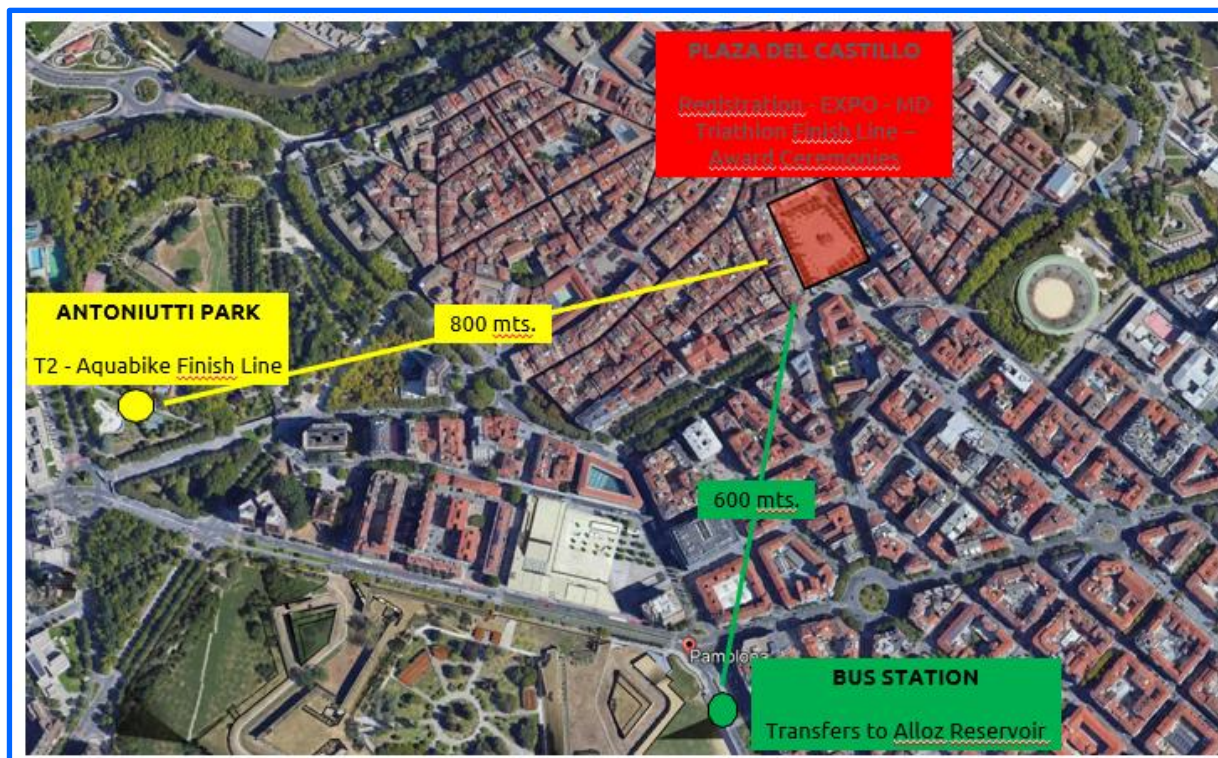 PLAZA DEL CASTILLO
Registration - EXPO - MD
Triathlon Finish Line –
Award Ceremonies
ANTONIUTTI PARK
T2 - Aquabike Finish Line
800 mts.
600 mts.
Pamplona
BUS STATION
Transfers to Alloz Reservoir